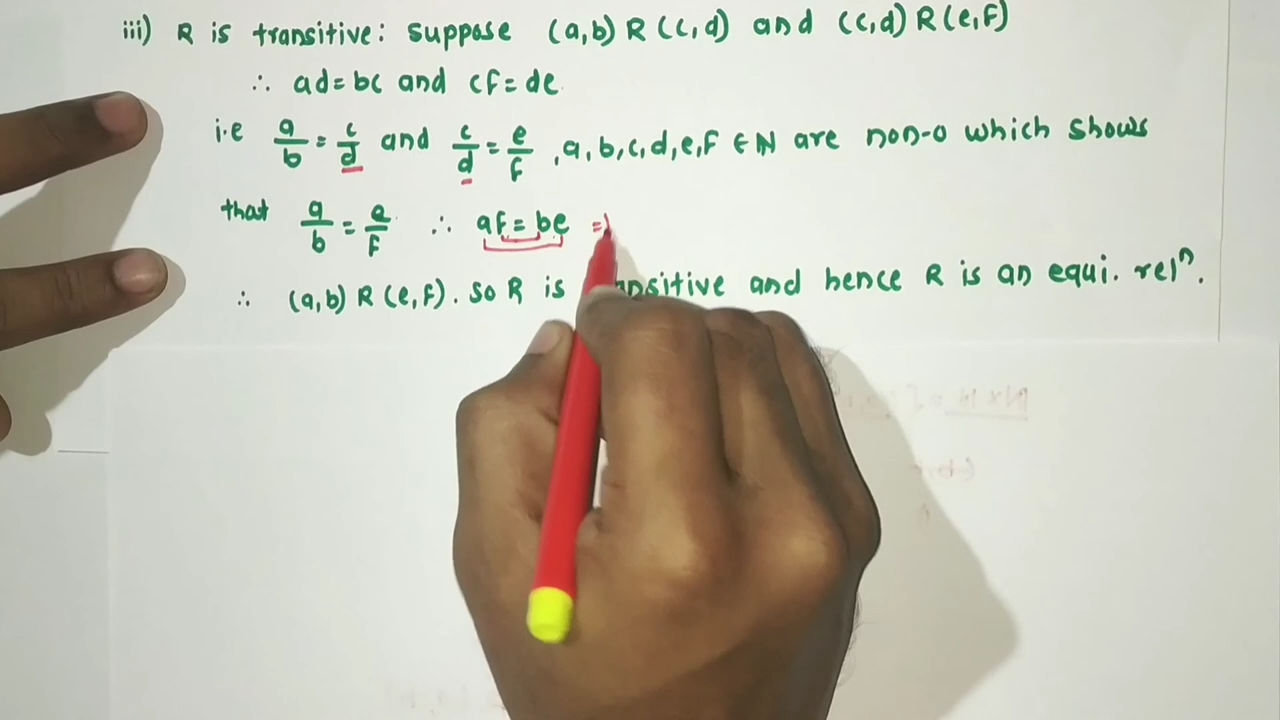 iii) R is transitive: suppose (a,b) R (c,d) and (c,d) R (e,F)
∴ ad=bc and cF=de
i.e a/b = c/d and c/d = e/F , a,b,c,d,e,F ∈ N are non-0 which shows
that a/b = e/F ∴ aF=be =
∴ (a,b) R (e,F). so R is transitive and hence R is an equi. relⁿ.